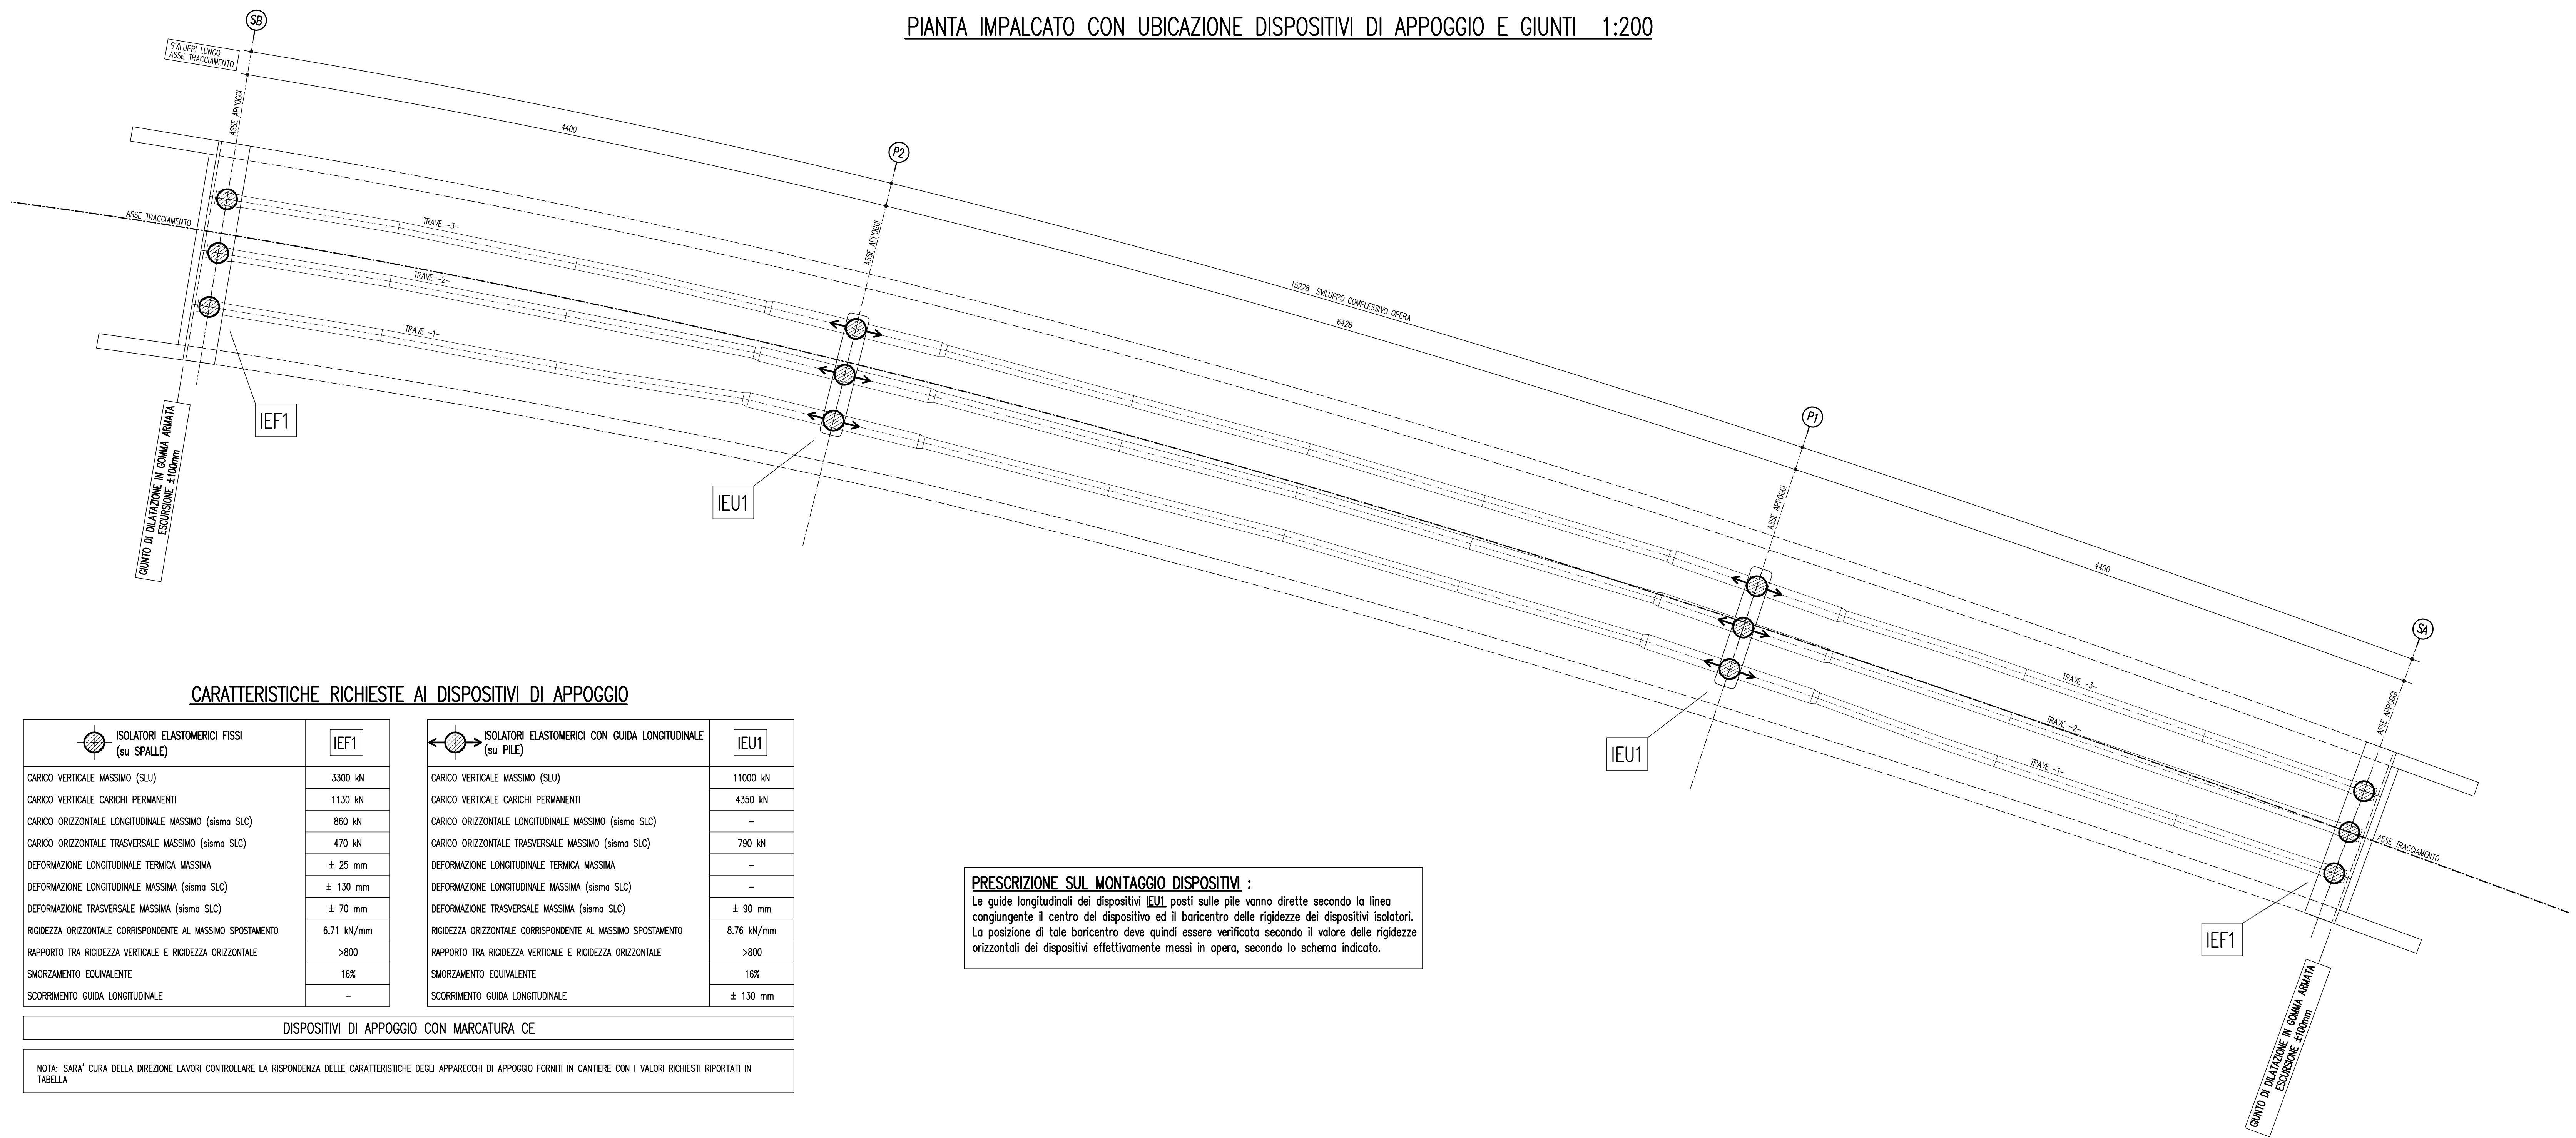 PIANTA IMPALCATO CON UBICAZIONE DISPOSITIVI DI APPOGGIO E GIUNTI 1:200
SB
SVILUPPI LUNGO
ASSE TRACCIAMENTO
ASSE APPOGGI
4400
P2
ASSE APPOGGI
15228 SVILUPPO COMPLESSIVO OPERA
6428
P1
ASSE APPOGGI
4400
SA
ASSE APPOGGI
ASSE TRACCIAMENTO
TRAVE -3-
TRAVE -2-
TRAVE -1-
IEF1
IEU1
GIUNTO DI DILATAZIONE IN GOMMA ARMATA
ESCURSIONE ±100mm
IEU1
TRAVE -3-
TRAVE -2-
TRAVE -1-
ASSE TRACCIAMENTO
IEF1
GIUNTO DI DILATAZIONE IN GOMMA ARMATA
ESCURSIONE ±100mm
CARATTERISTICHE RICHIESTE AI DISPOSITIVI DI APPOGGIO
ISOLATORI ELASTOMERICI FISSI
(su SPALLE)
IEF1
CARICO VERTICALE MASSIMO (SLU) 3300 kN
CARICO VERTICALE CARICHI PERMANENTI 1130 kN
CARICO ORIZZONTALE LONGITUDINALE MASSIMO (sisma SLC) 860 kN
CARICO ORIZZONTALE TRASVERSALE MASSIMO (sisma SLC) 470 kN
DEFORMAZIONE LONGITUDINALE TERMICA MASSIMA ± 25 mm
DEFORMAZIONE LONGITUDINALE MASSIMA (sisma SLC) ± 130 mm
DEFORMAZIONE TRASVERSALE MASSIMA (sisma SLC) ± 70 mm
RIGIDEZZA ORIZZONTALE CORRISPONDENTE AL MASSIMO SPOSTAMENTO 6.71 kN/mm
RAPPORTO TRA RIGIDEZZA VERTICALE E RIGIDEZZA ORIZZONTALE >800
SMORZAMENTO EQUIVALENTE 16%
SCORRIMENTO GUIDA LONGITUDINALE -
ISOLATORI ELASTOMERICI CON GUIDA LONGITUDINALE
(su PILE)
IEU1
CARICO VERTICALE MASSIMO (SLU) 11000 kN
CARICO VERTICALE CARICHI PERMANENTI 4350 kN
CARICO ORIZZONTALE LONGITUDINALE MASSIMO (sisma SLC) -
CARICO ORIZZONTALE TRASVERSALE MASSIMO (sisma SLC) 790 kN
DEFORMAZIONE LONGITUDINALE TERMICA MASSIMA -
DEFORMAZIONE LONGITUDINALE MASSIMA (sisma SLC) -
DEFORMAZIONE TRASVERSALE MASSIMA (sisma SLC) ± 90 mm
RIGIDEZZA ORIZZONTALE CORRISPONDENTE AL MASSIMO SPOSTAMENTO 8.76 kN/mm
RAPPORTO TRA RIGIDEZZA VERTICALE E RIGIDEZZA ORIZZONTALE >800
SMORZAMENTO EQUIVALENTE 16%
SCORRIMENTO GUIDA LONGITUDINALE ± 130 mm
DISPOSITIVI DI APPOGGIO CON MARCATURA CE
NOTA: SARA' CURA DELLA DIREZIONE LAVORI CONTROLLARE LA RISPONDENZA DELLE CARATTERISTICHE DEGLI APPARECCHI DI APPOGGIO FORNITI IN CANTIERE CON I VALORI RICHIESTI RIPORTATI IN
TABELLA
PRESCRIZIONE SUL MONTAGGIO DISPOSITIVI :
Le guide longitudinali dei dispositivi IEU1 posti sulle pile vanno dirette secondo la linea
congiungente il centro del dispositivo ed il baricentro delle rigidezze dei dispositivi isolatori.
La posizione di tale baricentro deve quindi essere verificata secondo il valore delle rigidezze
orizzontali dei dispositivi effettivamente messi in opera, secondo lo schema indicato.